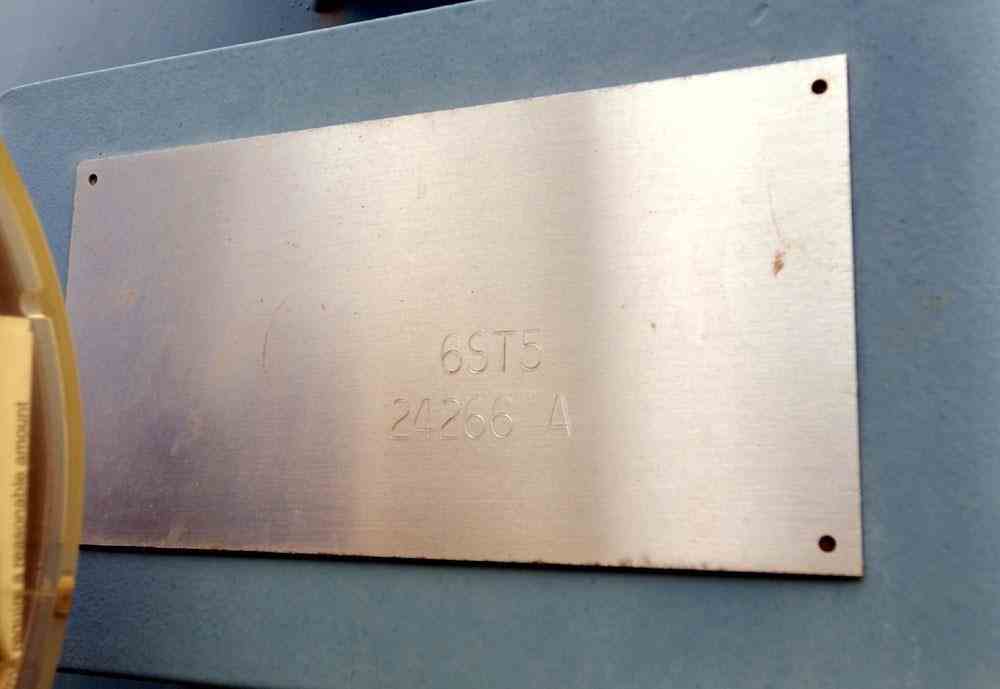 6ST5
24266 A
a reasonable amount